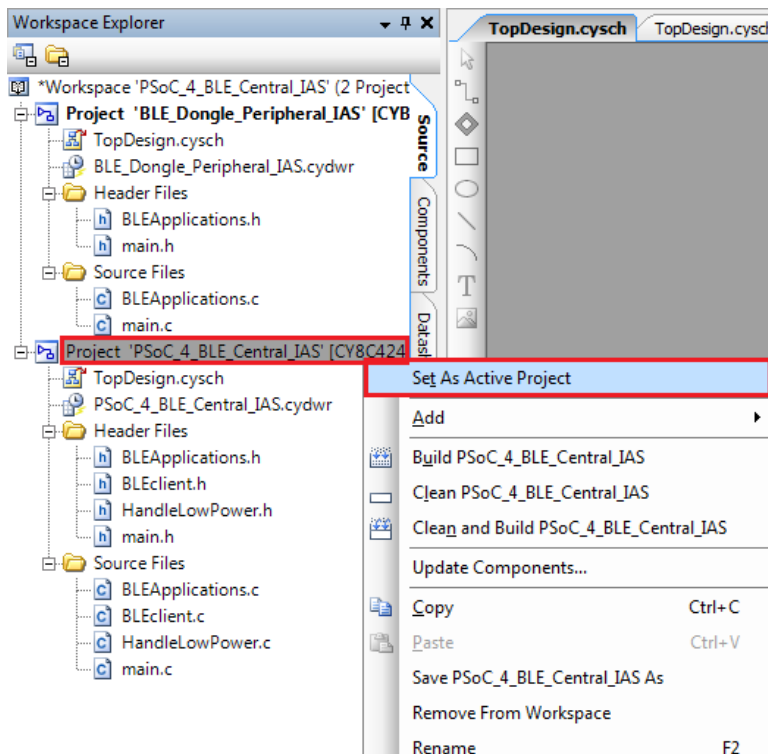 Workspace Explorer
TopDesign.cysch
TopDesign.cysch
*Workspace 'PSoC_4_BLE_Central_IAS' (2 Project
Project 'BLE_Dongle_Peripheral_IAS' [CYB
TopDesign.cysch
BLE_Dongle_Peripheral_IAS.cydwr
Header Files
BLEApplications.h
main.h
Source Files
BLEApplications.c
main.c
Project 'PSoC_4_BLE_Central_IAS' [CY8C424
TopDesign.cysch
PSoC_4_BLE_Central_IAS.cydwr
Header Files
BLEApplications.h
BLEclient.h
HandleLowPower.h
main.h
Source Files
BLEApplications.c
BLEclient.c
HandleLowPower.c
main.c
Source
Components
Datash
Set As Active Project
Add
Build PSoC_4_BLE_Central_IAS
Clean PSoC_4_BLE_Central_IAS
Clean and Build PSoC_4_BLE_Central_IAS
Update Components...
Copy Ctrl+C
Paste Ctrl+V
Save PSoC_4_BLE_Central_IAS As
Remove From Workspace
Rename F2